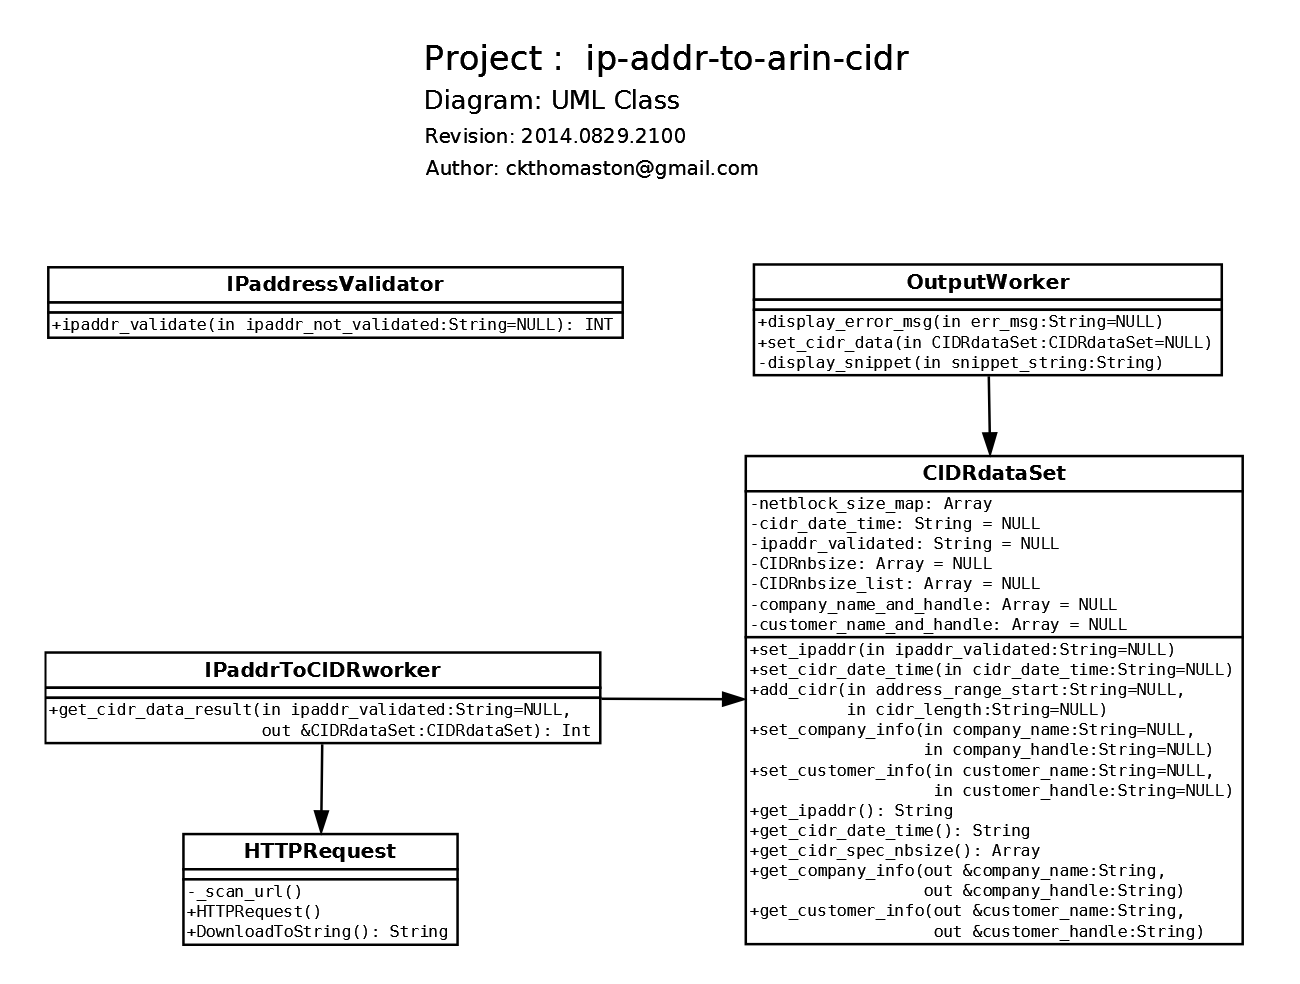 Project :  ip-addr-to-arin-cidr
Diagram: UML Class
Revision: 2014.0829.2100
Author: ckthomaston@gmail.com
IPaddressValidator
+ipaddr_validate(in ipaddr_not_validated:String=NULL): INT
OutputWorker
+display_error_msg(in err_msg:String=NULL)
+set_cidr_data(in CIDRdataSet:CIDRdataSet=NULL)
-display_snippet(in snippet_string:String)
CIDRdataSet
-netblock_size_map: Array
-cidr_date_time: String = NULL
-ipaddr_validated: String = NULL
-CIDRnbsize: Array = NULL
-CIDRnbsize_list: Array = NULL
-company_name_and_handle: Array = NULL
-customer_name_and_handle: Array = NULL
+set_ipaddr(in ipaddr_validated:String=NULL)
+set_cidr_date_time(in cidr_date_time:String=NULL)
+add_cidr(in address_range_start:String=NULL,
in cidr_length:String=NULL)
+set_company_info(in company_name:String=NULL,
in company_handle:String=NULL)
+set_customer_info(in customer_name:String=NULL,
in customer_handle:String=NULL)
+get_ipaddr(): String
+get_cidr_date_time(): String
+get_cidr_spec_nbsize(): Array
+get_company_info(out &company_name:String,
out &company_handle:String)
+get_customer_info(out &customer_name:String,
out &customer_handle:String)
IPaddrToCIDRworker
+get_cidr_data_result(in ipaddr_validated:String=NULL,
out &CIDRdataSet:CIDRdataSet): Int
HTTPRequest
-_scan_url()
+HTTPRequest()
+DownloadToString(): String